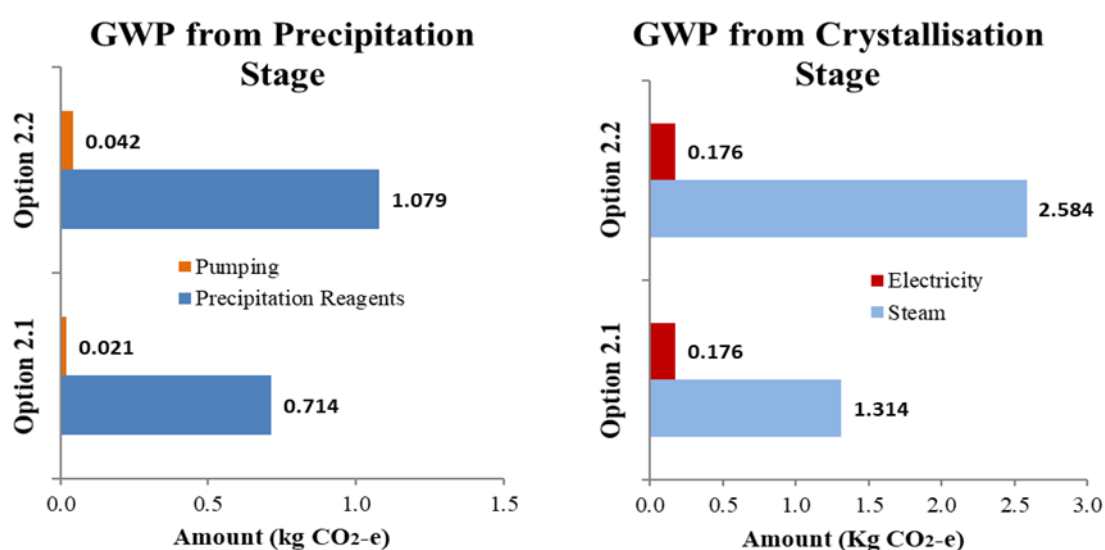 GWP from Precipitation
Stage
Option 2.2
0.042
1.079
Pumping
Precipitation Reagents
Option 2.1
0.021
0.714
0.0
0.5
1.0
1.5
Amount (kg CO₂-e)
GWP from Crystallisation
Stage
Option 2.2
0.176
2.584
Electricity
Steam
Option 2.1
0.176
1.314
0.0
0.5
1.0
1.5
2.0
2.5
3.0
Amount (Kg CO₂-e)